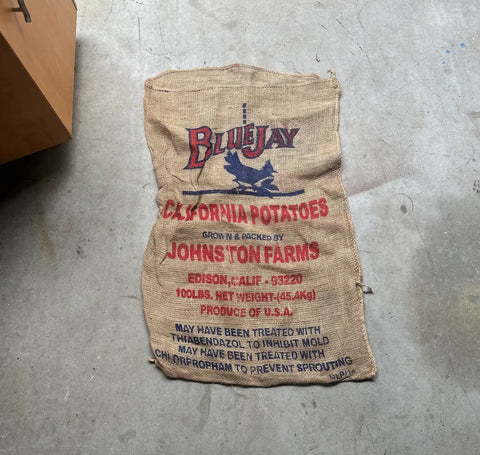 BLUE JAY
CALIFORNIA POTATOES
GROWN & PACKED BY
JOHNSTON FARMS
EDISON, CALIF - 93220
100LBS. NET WEIGHT-(45.4Kg)
PRODUCE OF U.S.A.
MAY HAVE BEEN TREATED WITH
THIABENDAZOL TO INHIBIT MOLD
MAY HAVE BEEN TREATED WITH
CHLORPROPHAM TO PREVENT SPROUTING